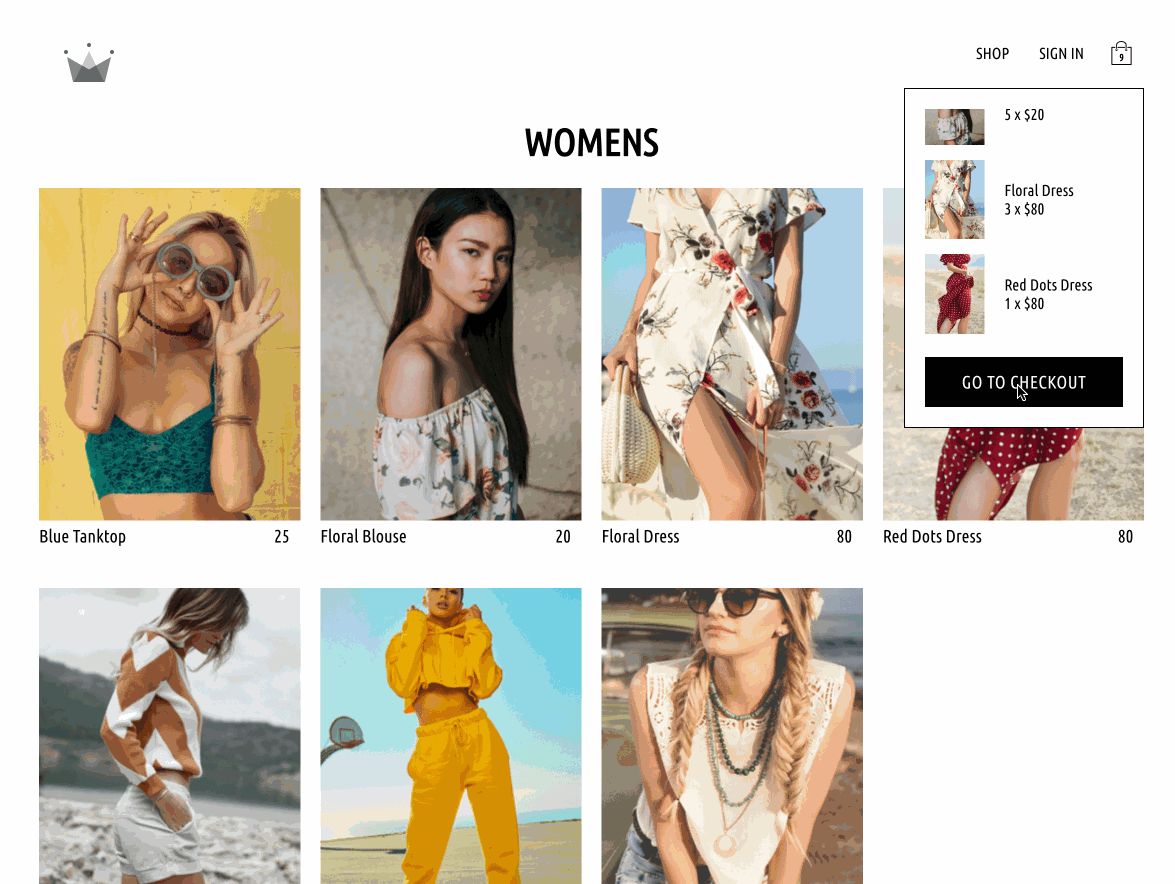 SHOP SIGN IN 9
5 x $20
WOMENS
Floral Dress
3 x $80
Red Dots Dress
1 x $80
GO TO CHECKOUT
Blue Tanktop 25
Floral Blouse 20
Floral Dress 80
Red Dots Dress 80